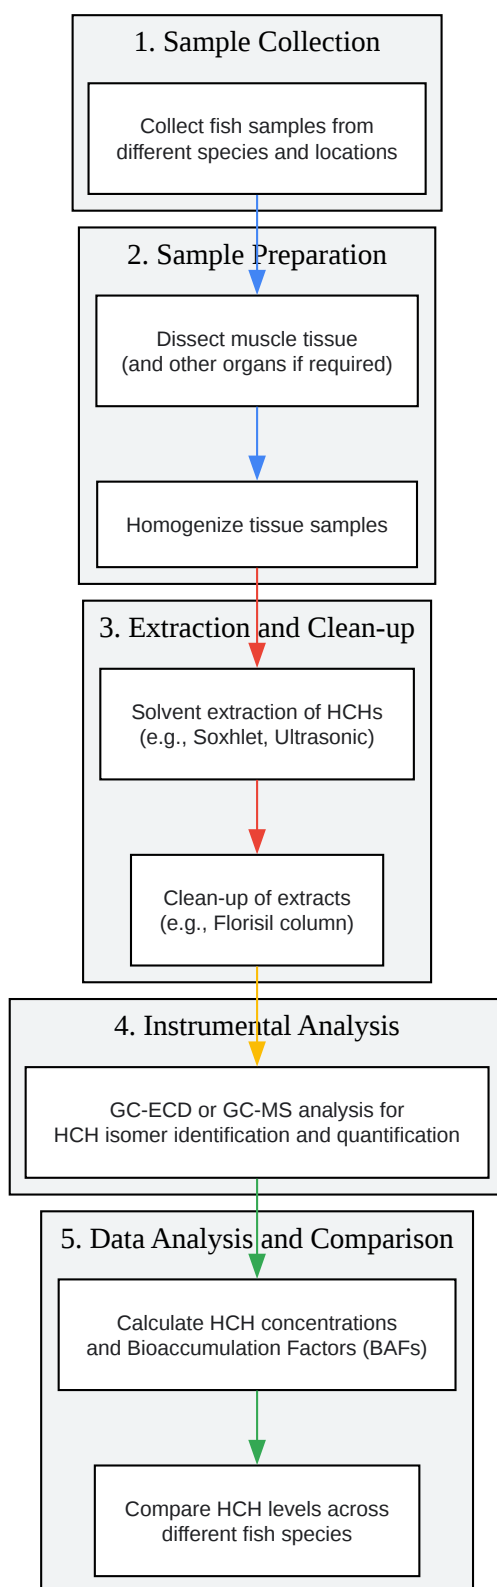 1. Sample Collection
Collect fish samples from
different species and locations
2. Sample Preparation
Dissect muscle tissue
(and other organs if required)
Homogenize tissue samples
3. Extraction and Clean-up
Solvent extraction of HCHs
(e.g., Soxhlet, Ultrasonic)
Clean-up of extracts
(e.g., Florisil column)
4. Instrumental Analysis
GC-ECD or GC-MS analysis for
HCH isomer identification and quantification
5. Data Analysis and Comparison
Calculate HCH concentrations
and Bioaccumulation Factors (BAFs)
Compare HCH levels across
different fish species